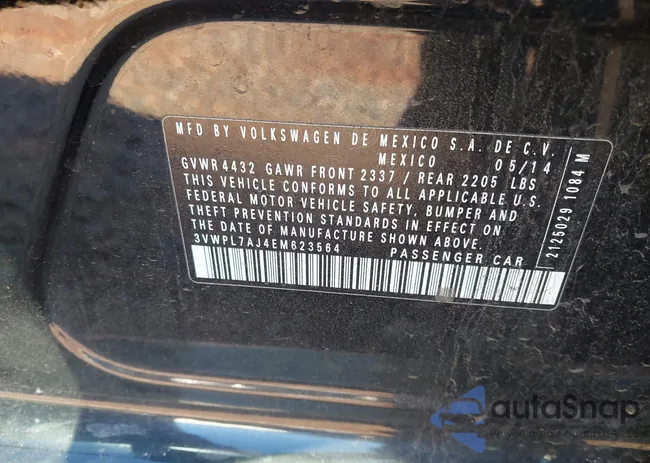 MFD BY VOLKSWAGEN DE MEXICO S.A. DE C.V.
MEXICO 05/14
GVWR 4432 GAWR FRONT 2337 / REAR 2205 LBS
THIS VEHICLE CONFORMS TO ALL APPLICABLE U.S.
FEDERAL MOTOR VEHICLE SAFETY, BUMPER AND
THEFT PREVENTION STANDARDS IN EFFECT ON
THE DATE OF MANUFACTURE SHOWN ABOVE.
3VWPL7AJ4EM623564 PASSENGER CAR
2125029 1084 M
autoSnap